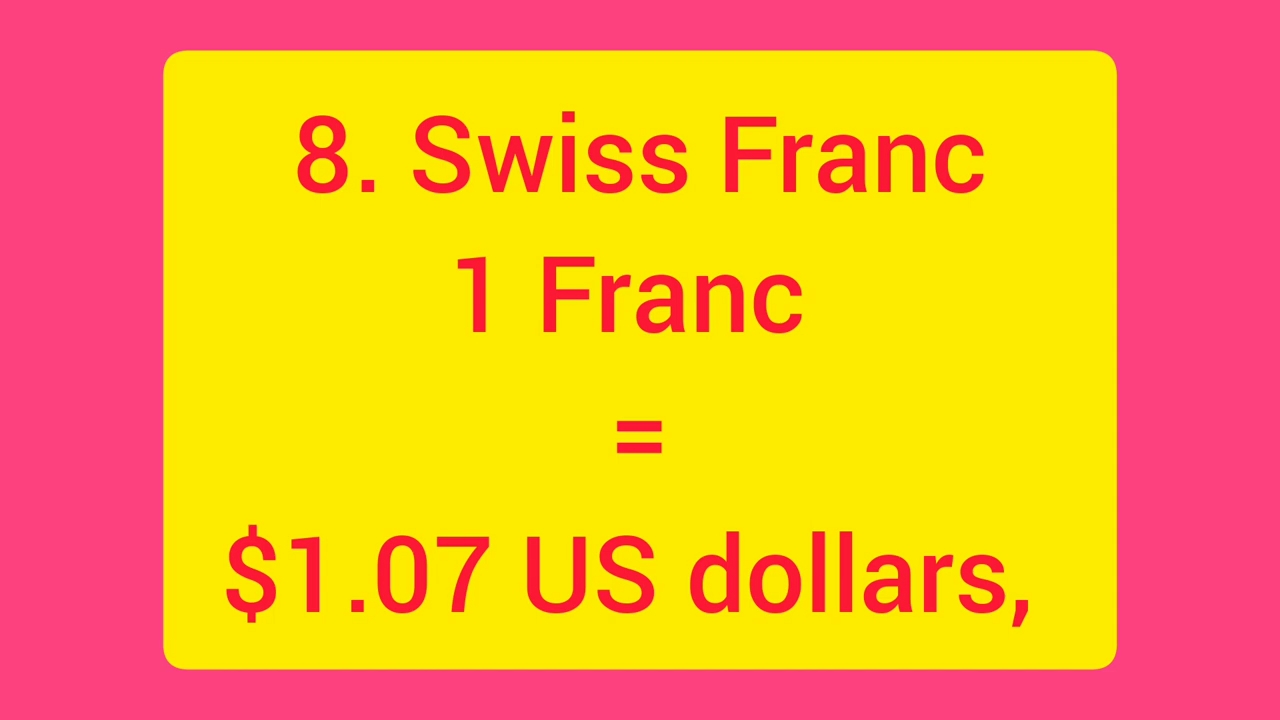 8. Swiss Franc
1 Franc
=
$1.07 US dollars,